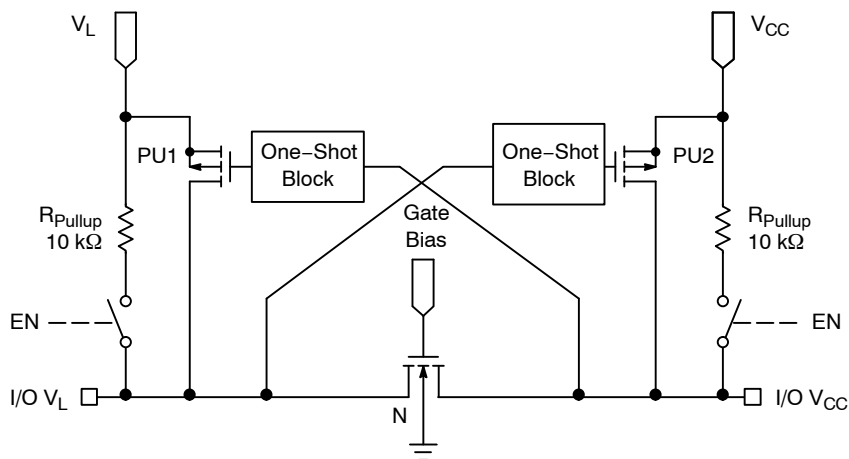 V_L
V_CC
PU1
One−Shot
Block
One−Shot
Block
PU2
Gate
Bias
R_Pullup
10 kΩ
R_Pullup
10 kΩ
EN
EN
I/O V_L
N
I/O V_CC